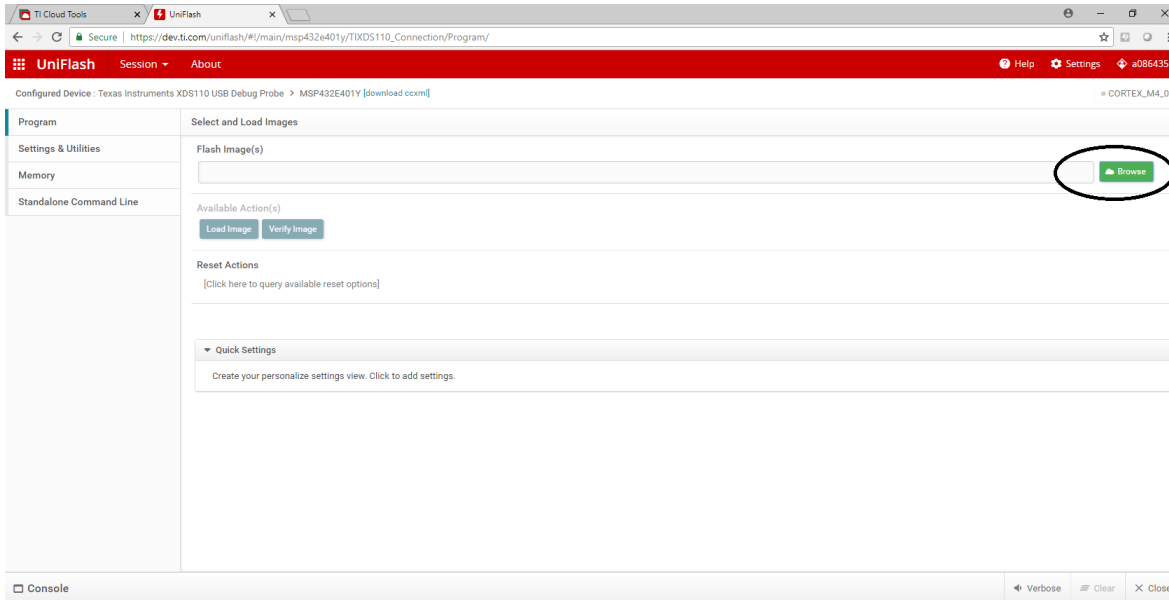 TI Cloud Tools
UniFlash
Secure | https://dev.ti.com/uniflash/#!/main/msp432e401y/TIXDS110_Connection/Program/
UniFlash Session About Help Settings a086435
Configured Device : Texas Instruments XDS110 USB Debug Probe > MSP432E401Y [download ccxml] CORTEX_M4_0
Program
Settings & Utilities
Memory
Standalone Command Line
Select and Load Images
Flash Image(s)
Browse
Available Action(s)
Load Image Verify Image
Reset Actions
[Click here to query available reset options]
Quick Settings
Create your personalize settings view. Click to add settings.
Console Verbose Clear Close